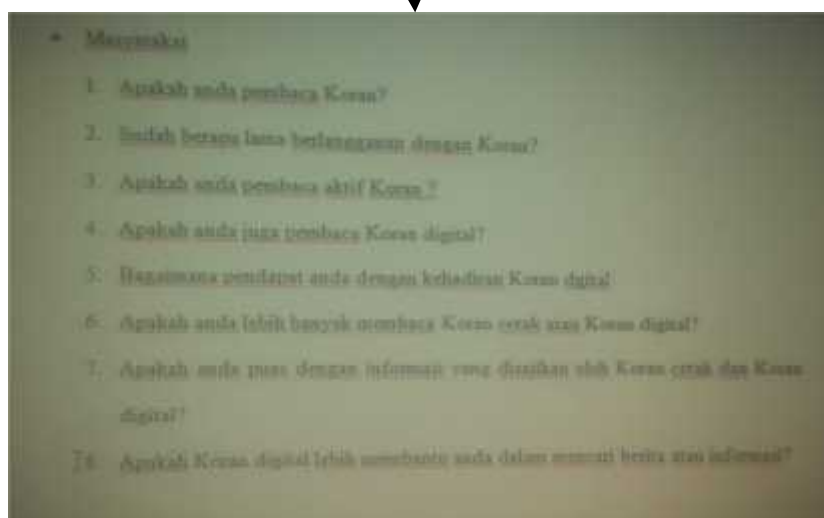 • Masyarakat
1. Apakah anda pembaca Koran?
2. Sudah berapa lama berlangganan dengan Koran?
3. Apakah anda pembaca aktif Koran ?
4. Apakah anda juga pembaca Koran digital?
5. Bagaimana pendapat anda dengan kehadiran Koran digital
6. Apakah anda lebih banyak membaca Koran cetak atau Koran digital?
7. Apakah anda puas dengan informasi yang disajikan oleh Koran cetak dan Koran
digital?
8. Apakah Koran digital lebih membantu anda dalam mencari berita atau informasi?